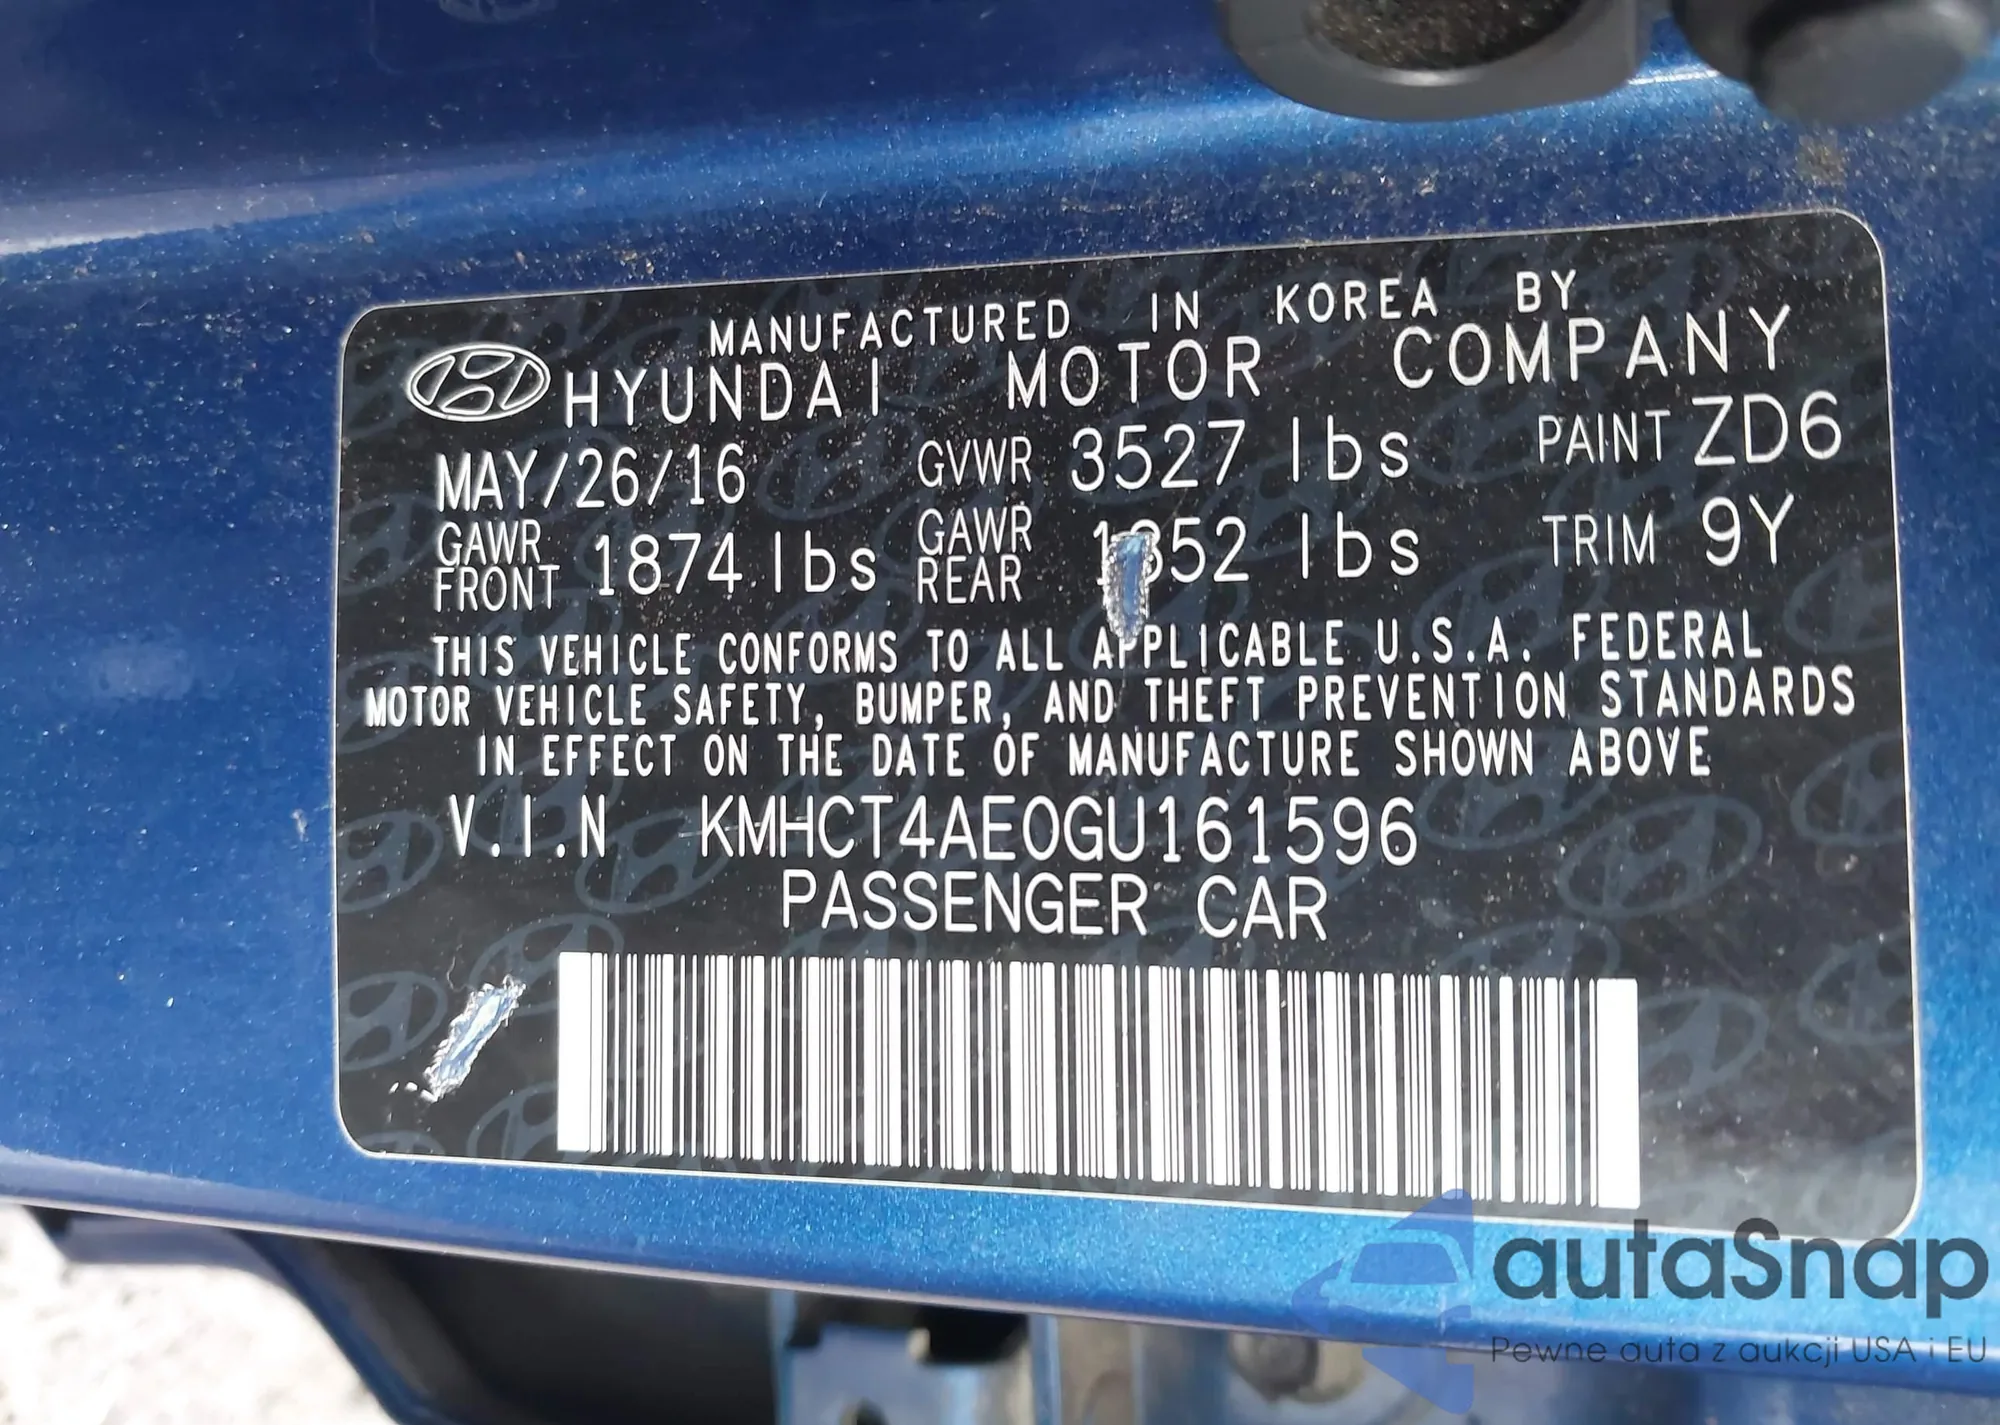 MANUFACTURED IN KOREA BY
HYUNDAI MOTOR COMPANY
MAY/26/16 GVWR 3527 lbs PAINT ZD6
GAWR FRONT 1874 lbs GAWR REAR lbs TRIM 9Y
THIS VEHICLE CONFORMS TO ALL APPLICABLE U.S.A. FEDERAL
MOTOR VEHICLE SAFETY, BUMPER, AND THEFT PREVENTION STANDARDS
IN EFFECT ON THE DATE OF MANUFACTURE SHOWN ABOVE
V.I.N KMHCT4AE0GU161596
PASSENGER CAR
autaSnap
Pewne auta z aukcji USA i EU